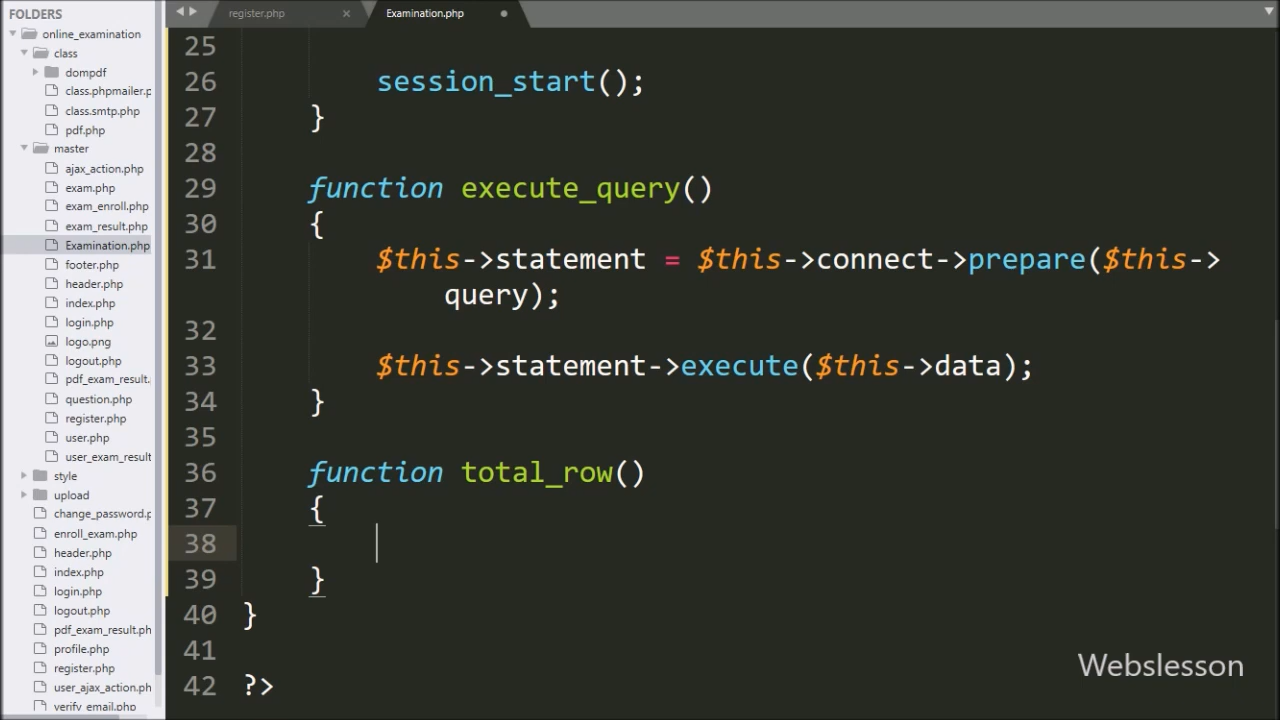 FOLDERS
online_examination
class
dompdf
class.phpmailer.p
class.smtp.php
pdf.php
master
ajax_action.php
exam.php
exam_enroll.php
exam_result.php
Examination.php
footer.php
header.php
index.php
login.php
logo.png
logout.php
pdf_exam_result.
question.php
register.php
user.php
user_exam_result
style
upload
change_password.p
enroll_exam.php
header.php
index.php
login.php
logout.php
pdf_exam_result.ph
profile.php
register.php
user_ajax_action.ph
verify_email.php
register.php
Examination.php
25
26 session_start();
27 }
28
29 function execute_query()
30 {
31 $this->statement = $this->connect->prepare($this->
query);
32
33 $this->statement->execute($this->data);
34 }
35
36 function total_row()
37 {
38
39 }
40 }
41
42 ?>
Webslesson